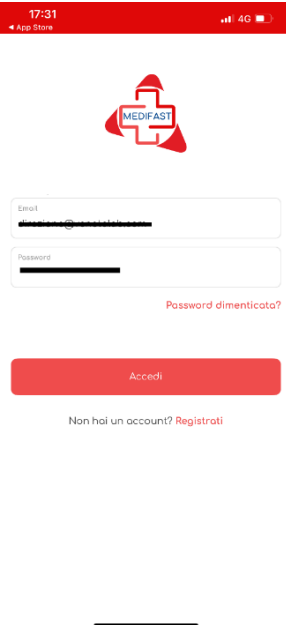 17:31
4G
◀ App Store
MEDIFAST
Email
Password
Password dimenticata?
Accedi
Non hai un account? Registrati